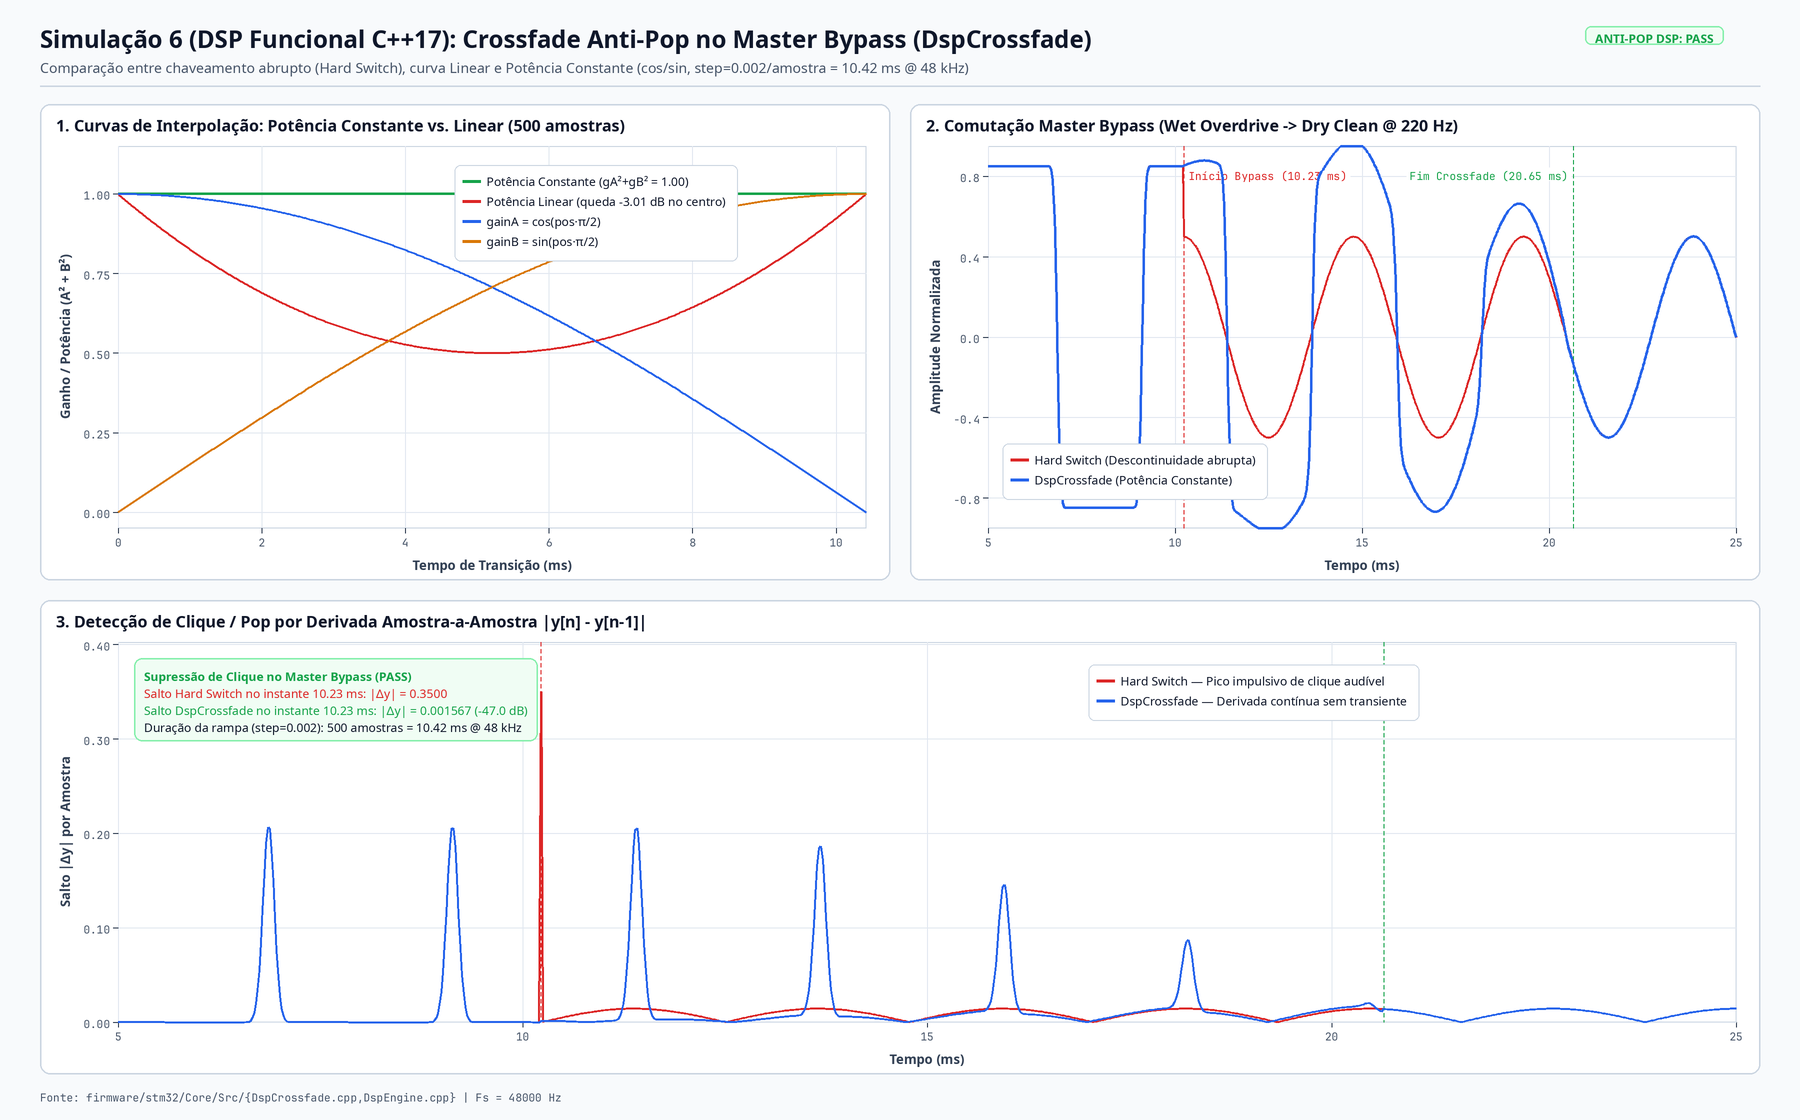 Simulação 6 (DSP Funcional C++17): Crossfade Anti-Pop no Master Bypass (DspCrossfade)
ANTI-POP DSP: PASS
Comparação entre chaveamento abrupto (Hard Switch), curva Linear e Potência Constante (cos/sin, step=0.002/amostra = 10.42 ms @ 48 kHz)
1. Curvas de Interpolação: Potência Constante vs. Linear (500 amostras)
Potência Constante (gA²+gB² = 1.00)
Potência Linear (queda -3.01 dB no centro)
gainA = cos(pos·π/2)
gainB = sin(pos·π/2)
Ganho / Potência (A² + B²)
1.00
0.75
0.50
0.25
0.00
0
2
4
6
8
10
Tempo de Transição (ms)
2. Comutação Master Bypass (Wet Overdrive -> Dry Clean @ 220 Hz)
Início Bypass (10.23 ms)
Fim Crossfade (20.65 ms)
Hard Switch (Descontinuidade abrupta)
DspCrossfade (Potência Constante)
Amplitude Normalizada
0.8
0.4
0.0
-0.4
-0.8
5
10
15
20
25
Tempo (ms)
3. Detecção de Clique / Pop por Derivada Amostra-a-Amostra |y[n] - y[n-1]|
Supressão de Clique no Master Bypass (PASS)
Salto Hard Switch no instante 10.23 ms: |Δy| = 0.3500
Salto DspCrossfade no instante 10.23 ms: |Δy| = 0.001567 (-47.0 dB)
Duração da rampa (step=0.002): 500 amostras = 10.42 ms @ 48 kHz
Hard Switch — Pico impulsivo de clique audível
DspCrossfade — Derivada contínua sem transiente
Salto |Δy| por Amostra
0.40
0.30
0.20
0.10
0.00
5
10
15
20
25
Tempo (ms)
Fonte: firmware/stm32/Core/Src/{DspCrossfade.cpp,DspEngine.cpp} | Fs = 48000 Hz